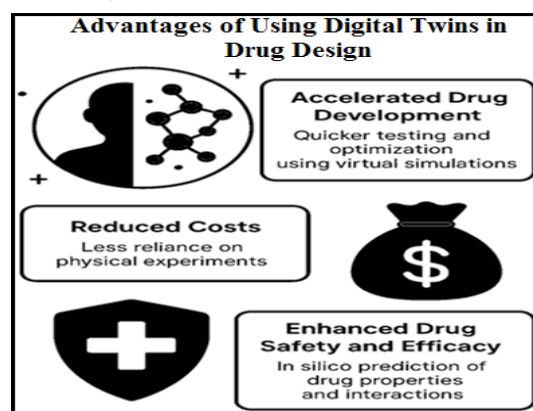 Advantages of Using Digital Twins in
Drug Design
Accelerated Drug
Development
Quicker testing and
optimization
using virtual simulations
Reduced Costs
Less reliance on
physical experiments
$
Enhanced Drug
Safety and Efficacy
In silico prediction of
drug properties
and interactions